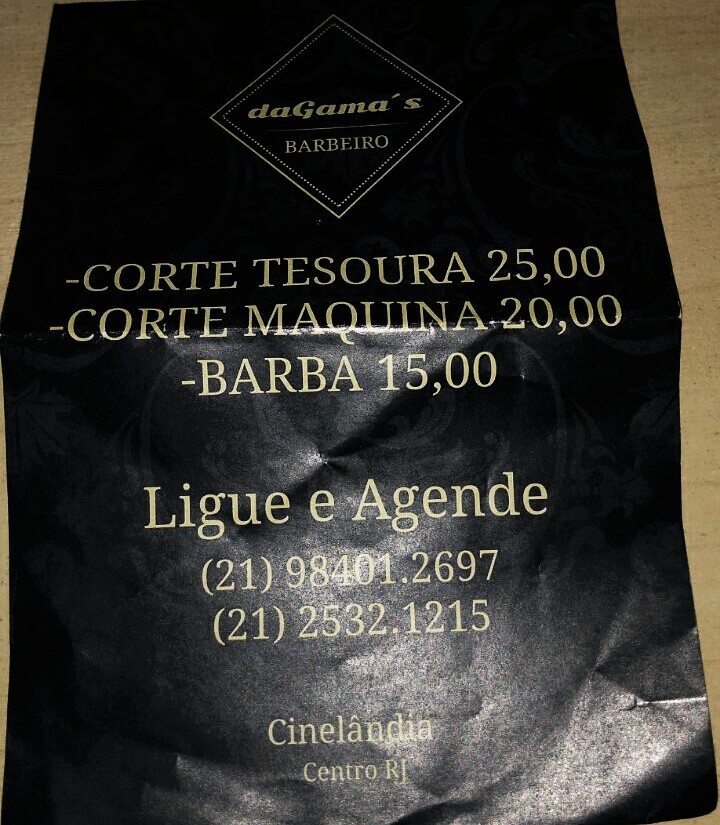 daGama´s
BARBEIRO
-CORTE TESOURA 25,00
-CORTE MAQUINA 20,00
-BARBA 15,00
Ligue e Agende
(21) 98401.2697
(21) 2532.1215
Cinelândia
Centro RJ